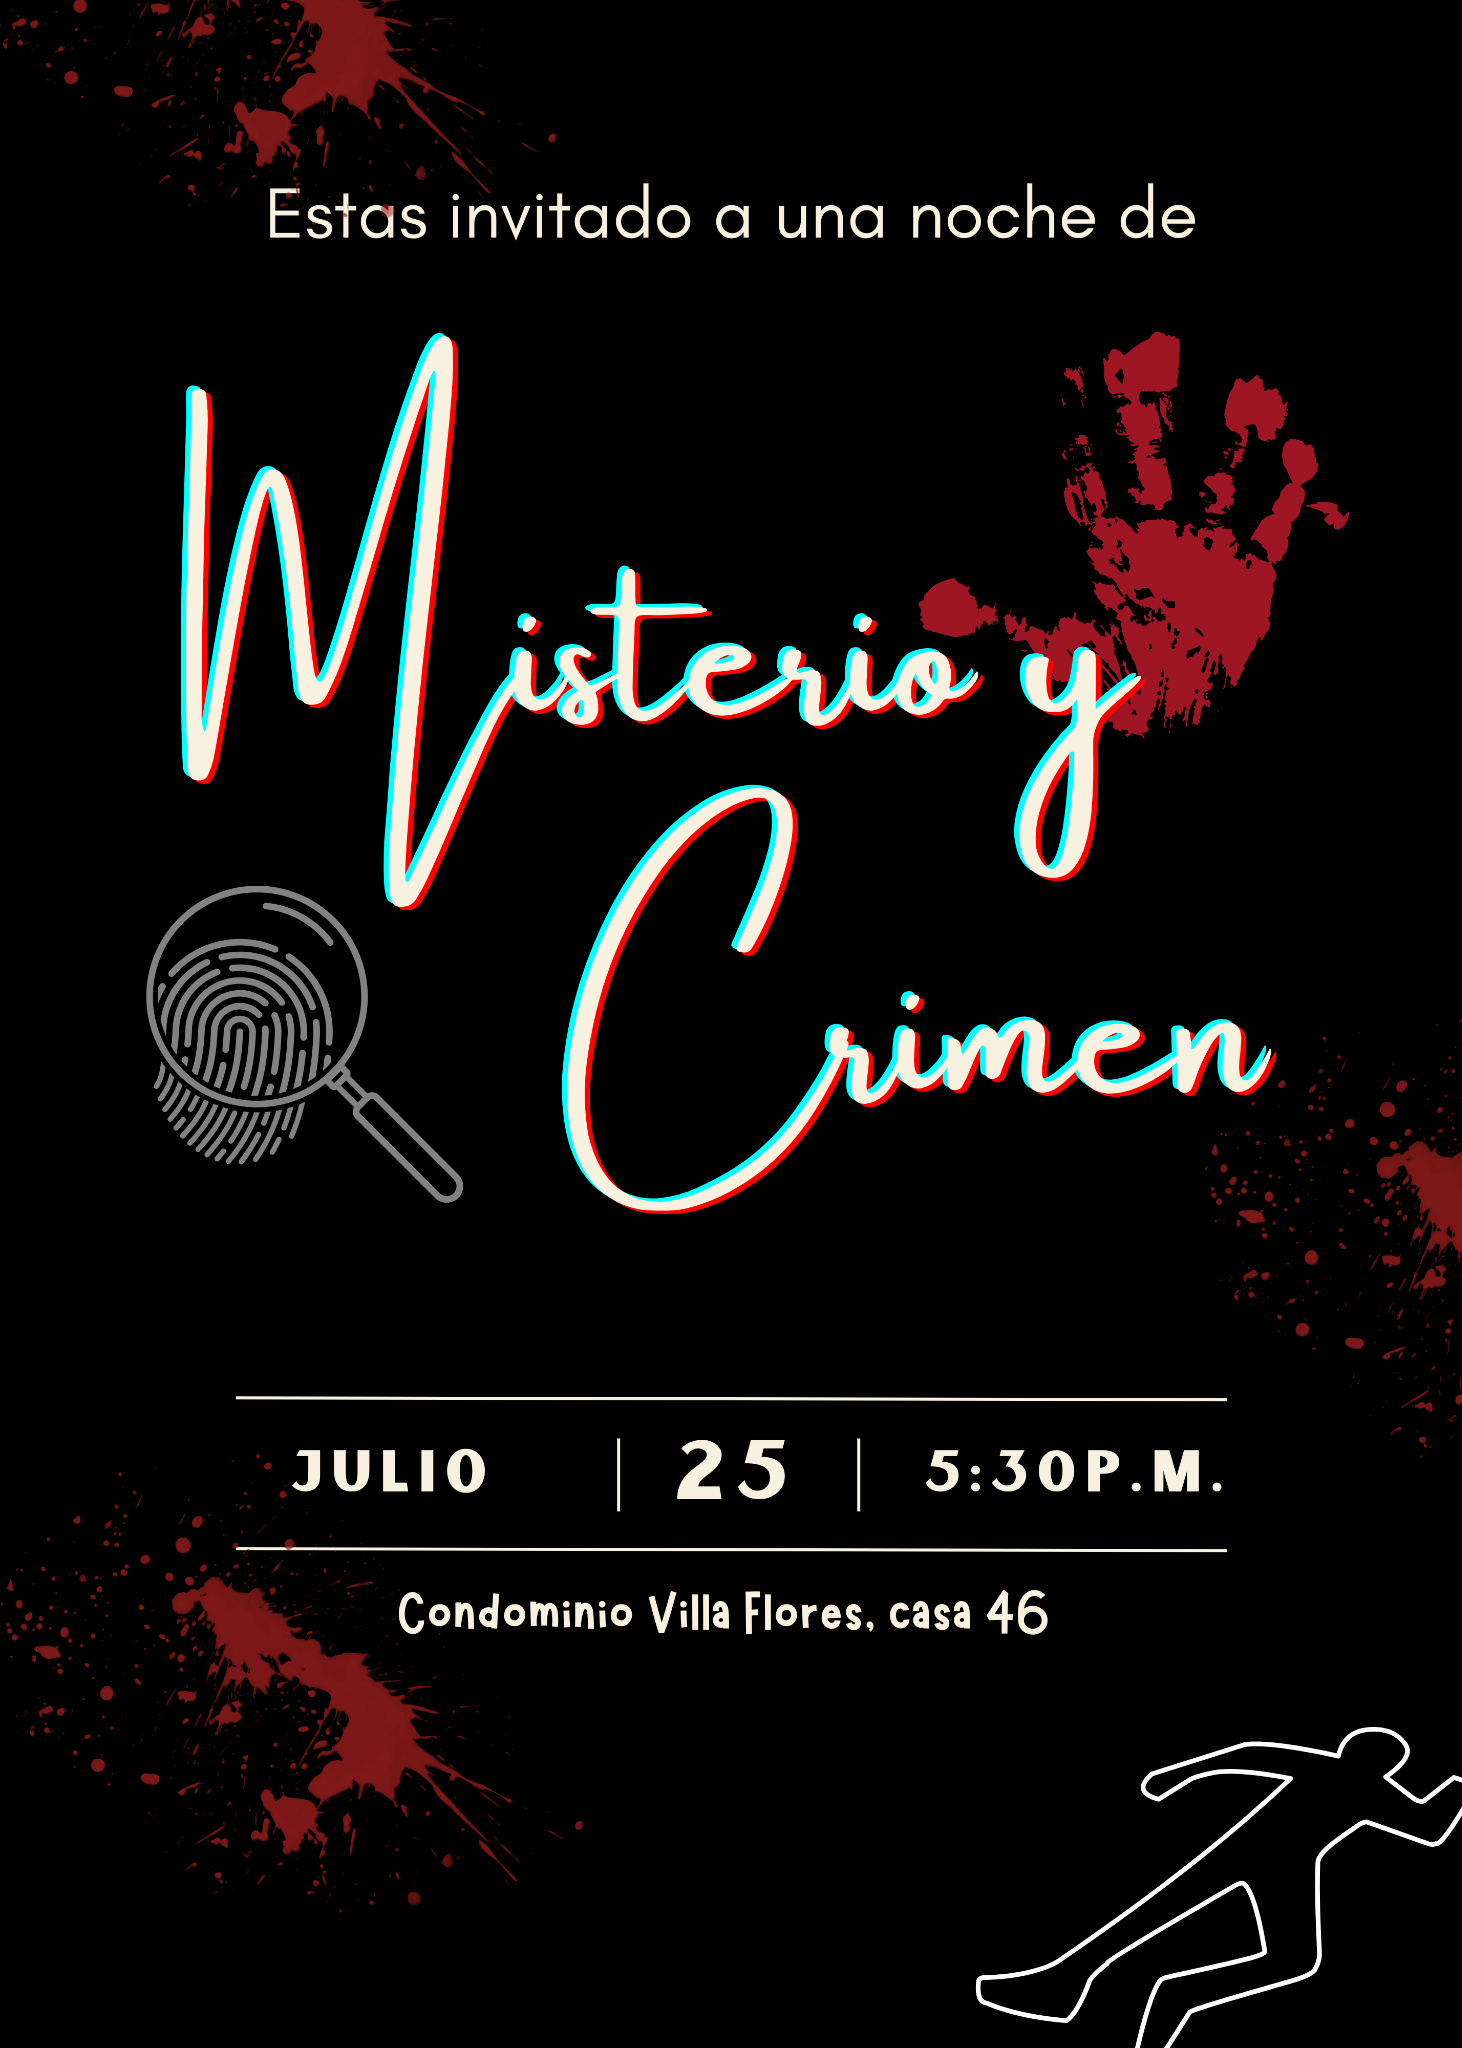 Estas invitado a una noche de
Misterio y
Crimen
JULIO | 25 | 5:30P.M.
Condominio Villa Flores, casa 46